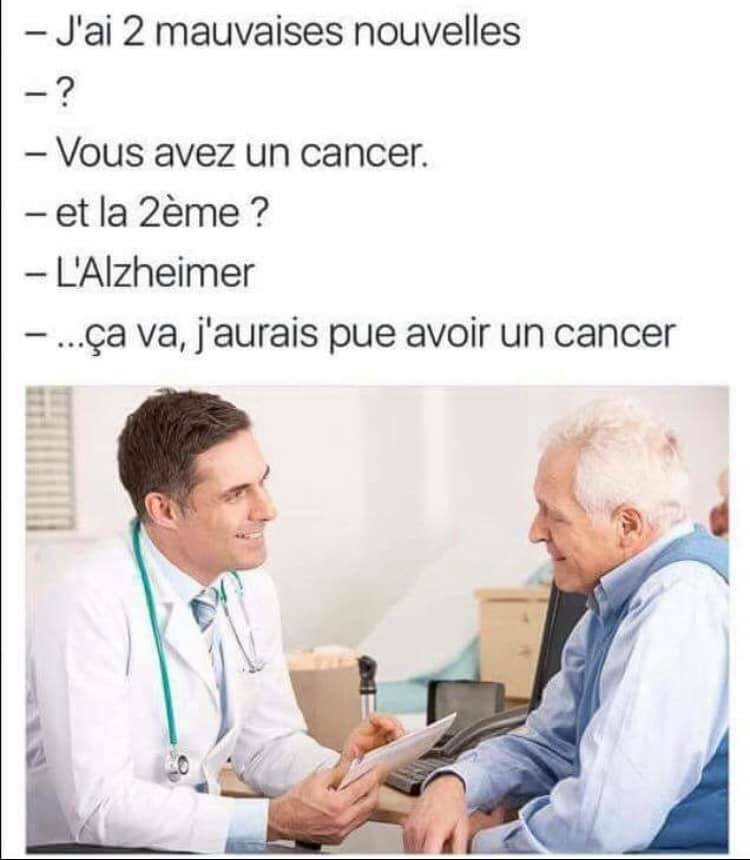 – J'ai 2 mauvaises nouvelles
– ?
– Vous avez un cancer.
– et la 2ème ?
– L'Alzheimer
– ...ça va, j'aurais pue avoir un cancer